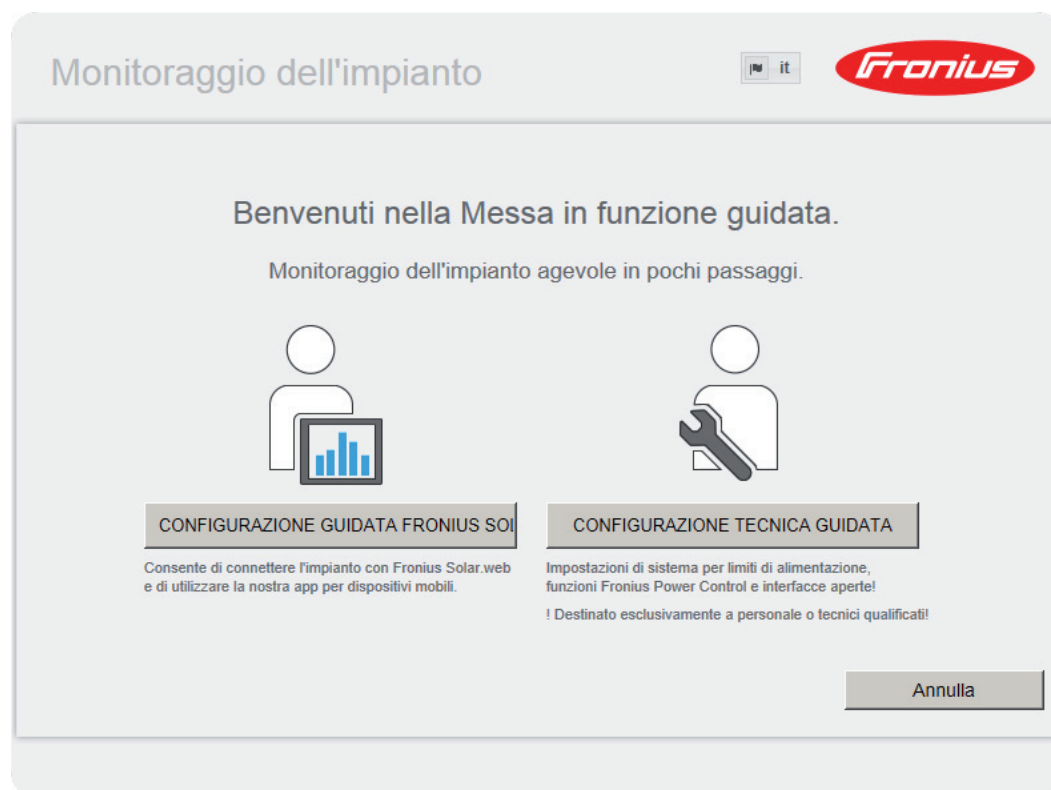 Monitoraggio dell'impianto
it
Fronius
Benvenuti nella Messa in funzione guidata.
Monitoraggio dell'impianto agevole in pochi passaggi.
CONFIGURAZIONE GUIDATA FRONIUS SOL
Consente di connettere l'impianto con Fronius Solar.web
e di utilizzare la nostra app per dispositivi mobili.
CONFIGURAZIONE TECNICA GUIDATA
Impostazioni di sistema per limiti di alimentazione,
funzioni Fronius Power Control e interfacce aperte!
! Destinato esclusivamente a personale o tecnici qualificati!
Annulla